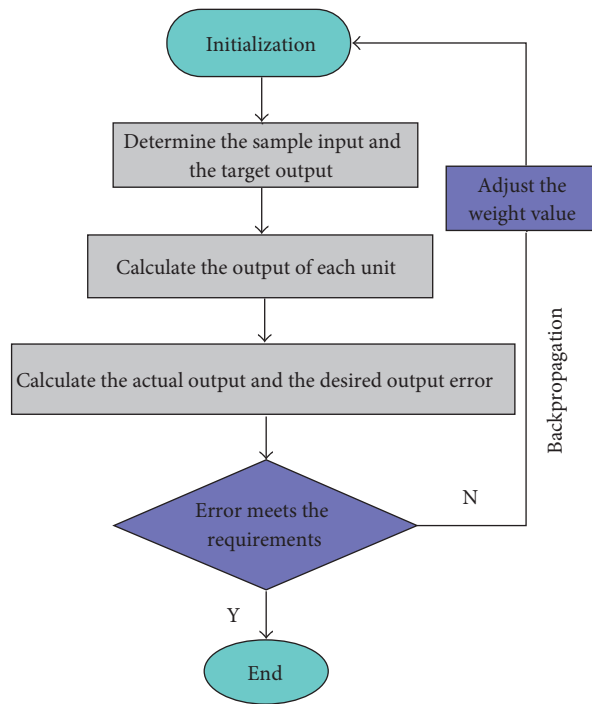 Initialization
Determine the sample input and
the target output
Adjust the
weight value
Calculate the output of each unit
Backpropagation
Calculate the actual output and the desired output error
Error meets the
requirements
N
Y
End